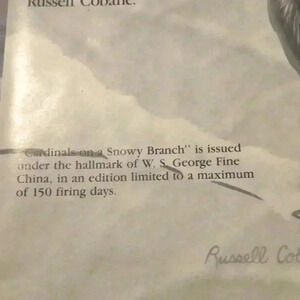 Russell Cobane.
"Cardinals on a Snowy Branch" is issued
under the hallmark of W. S. George Fine
China, in an edition limited to a maximum
of 150 firing days.
Russell Co